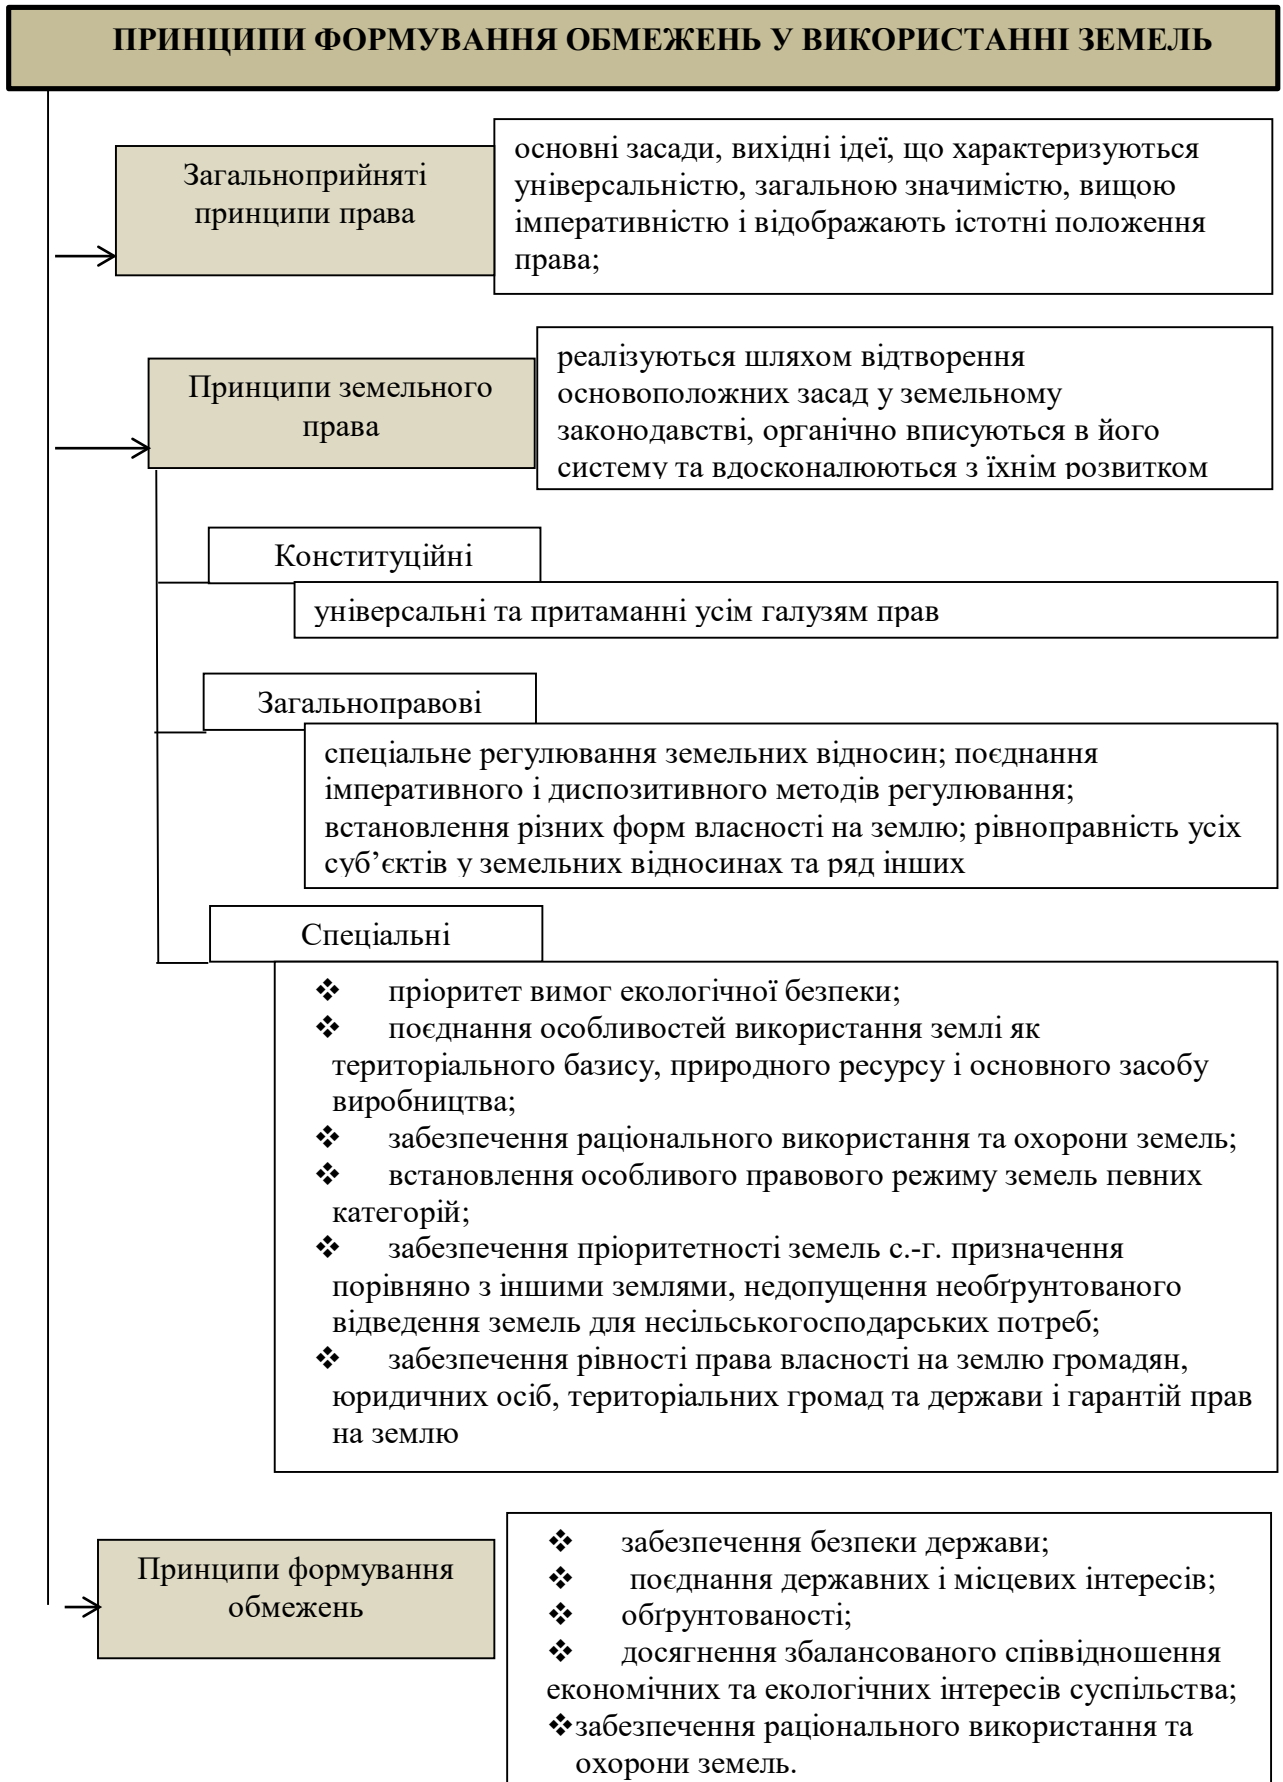 ПРИНЦИПИ ФОРМУВАННЯ ОБМЕЖЕНЬ У ВИКОРИСТАННІ ЗЕМЕЛЬ
Загальноприйняті
принципи права
основні засади, вихідні ідеї, що характеризуються
універсальністю, загальною значимістю, вищою
імперативністю і відображають істотні положення
права;
Принципи земельного
права
реалізуються шляхом відтворення
основоположних засад у земельному
законодавстві, органічно вписуються в його
систему та вдосконалюються з їхнім розвитком
Конституційні
універсальні та притаманні усім галузям прав
Загальноправові
спеціальне регулювання земельних відносин; поєднання
імперативного і диспозитивного методів регулювання;
встановлення різних форм власності на землю; рівноправність усіх
суб’єктів у земельних відносинах та ряд інших
Спеціальні
❖ пріоритет вимог екологічної безпеки;
❖ поєднання особливостей використання землі як
територіального базису, природного ресурсу і основного засобу
виробництва;
❖ забезпечення раціонального використання та охорони земель;
❖ встановлення особливого правового режиму земель певних
категорій;
❖ забезпечення пріоритетності земель с.-г. призначення
порівняно з іншими землями, недопущення необґрунтованого
відведення земель для несільськогосподарських потреб;
❖ забезпечення рівності права власності на землю громадян,
юридичних осіб, територіальних громад та держави і гарантій прав
на землю
Принципи формування
обмежень
❖ забезпечення безпеки держави;
❖ поєднання державних і місцевих інтересів;
❖ обґрунтованості;
❖ досягнення збалансованого співвідношення
економічних та екологічних інтересів суспільства;
❖забезпечення раціонального використання та
охорони земель.